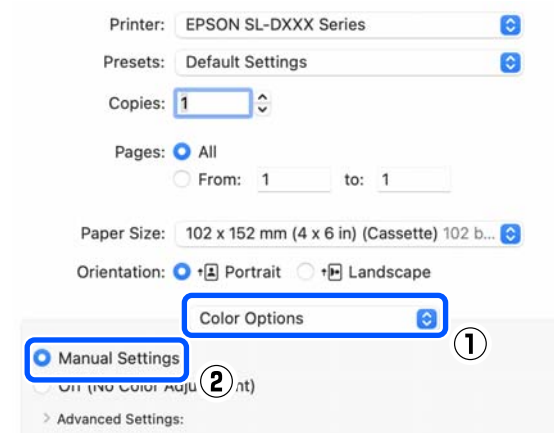 Printer: EPSON SL-DXXX Series
Presets: Default Settings
Copies: 1
Pages: All
From: 1 to: 1
Paper Size: 102 x 152 mm (4 x 6 in) (Cassette) 102 b...
Orientation: Portrait Landscape
Color Options
①
Manual Settings
②
Off (No Color Adju nt)
Advanced Settings: